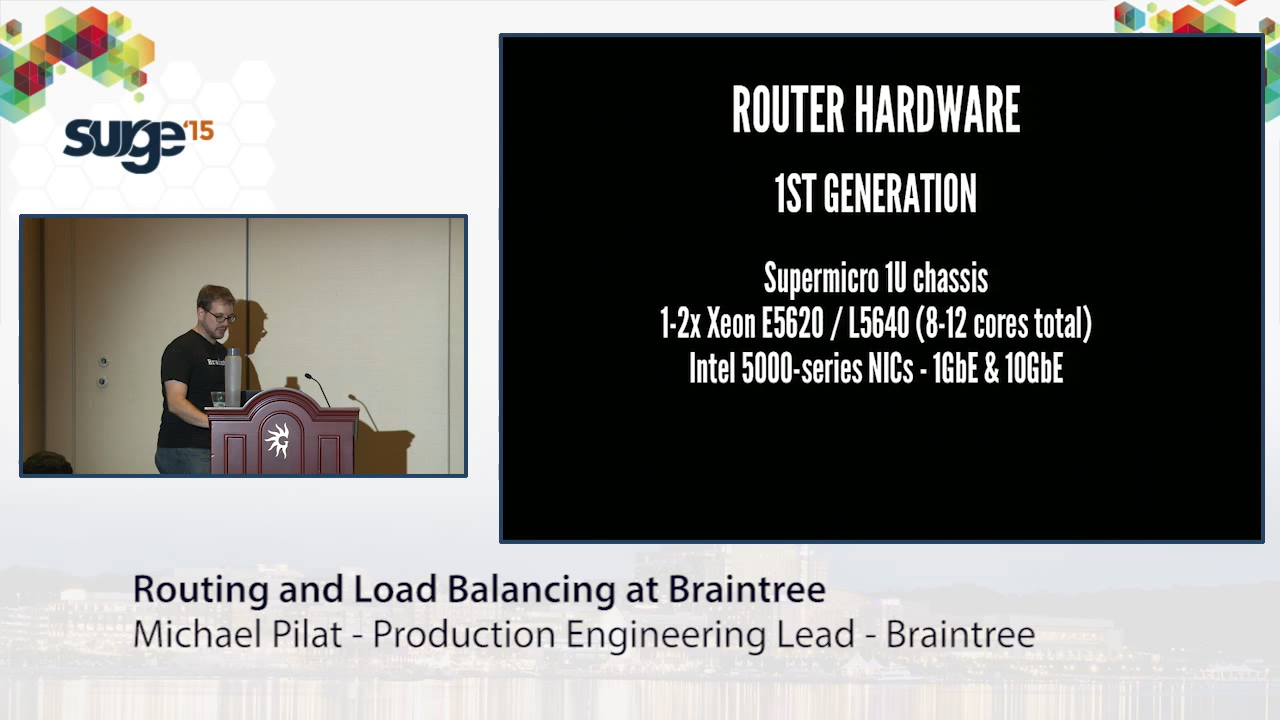 surge '15
ROUTER HARDWARE
1ST GENERATION
Supermicro 1U chassis
1-2x Xeon E5620 / L5640 (8-12 cores total)
Intel 5000-series NICs - 1GbE & 10GbE
Routing and Load Balancing at Braintree
Michael Pilat - Production Engineering Lead - Braintree